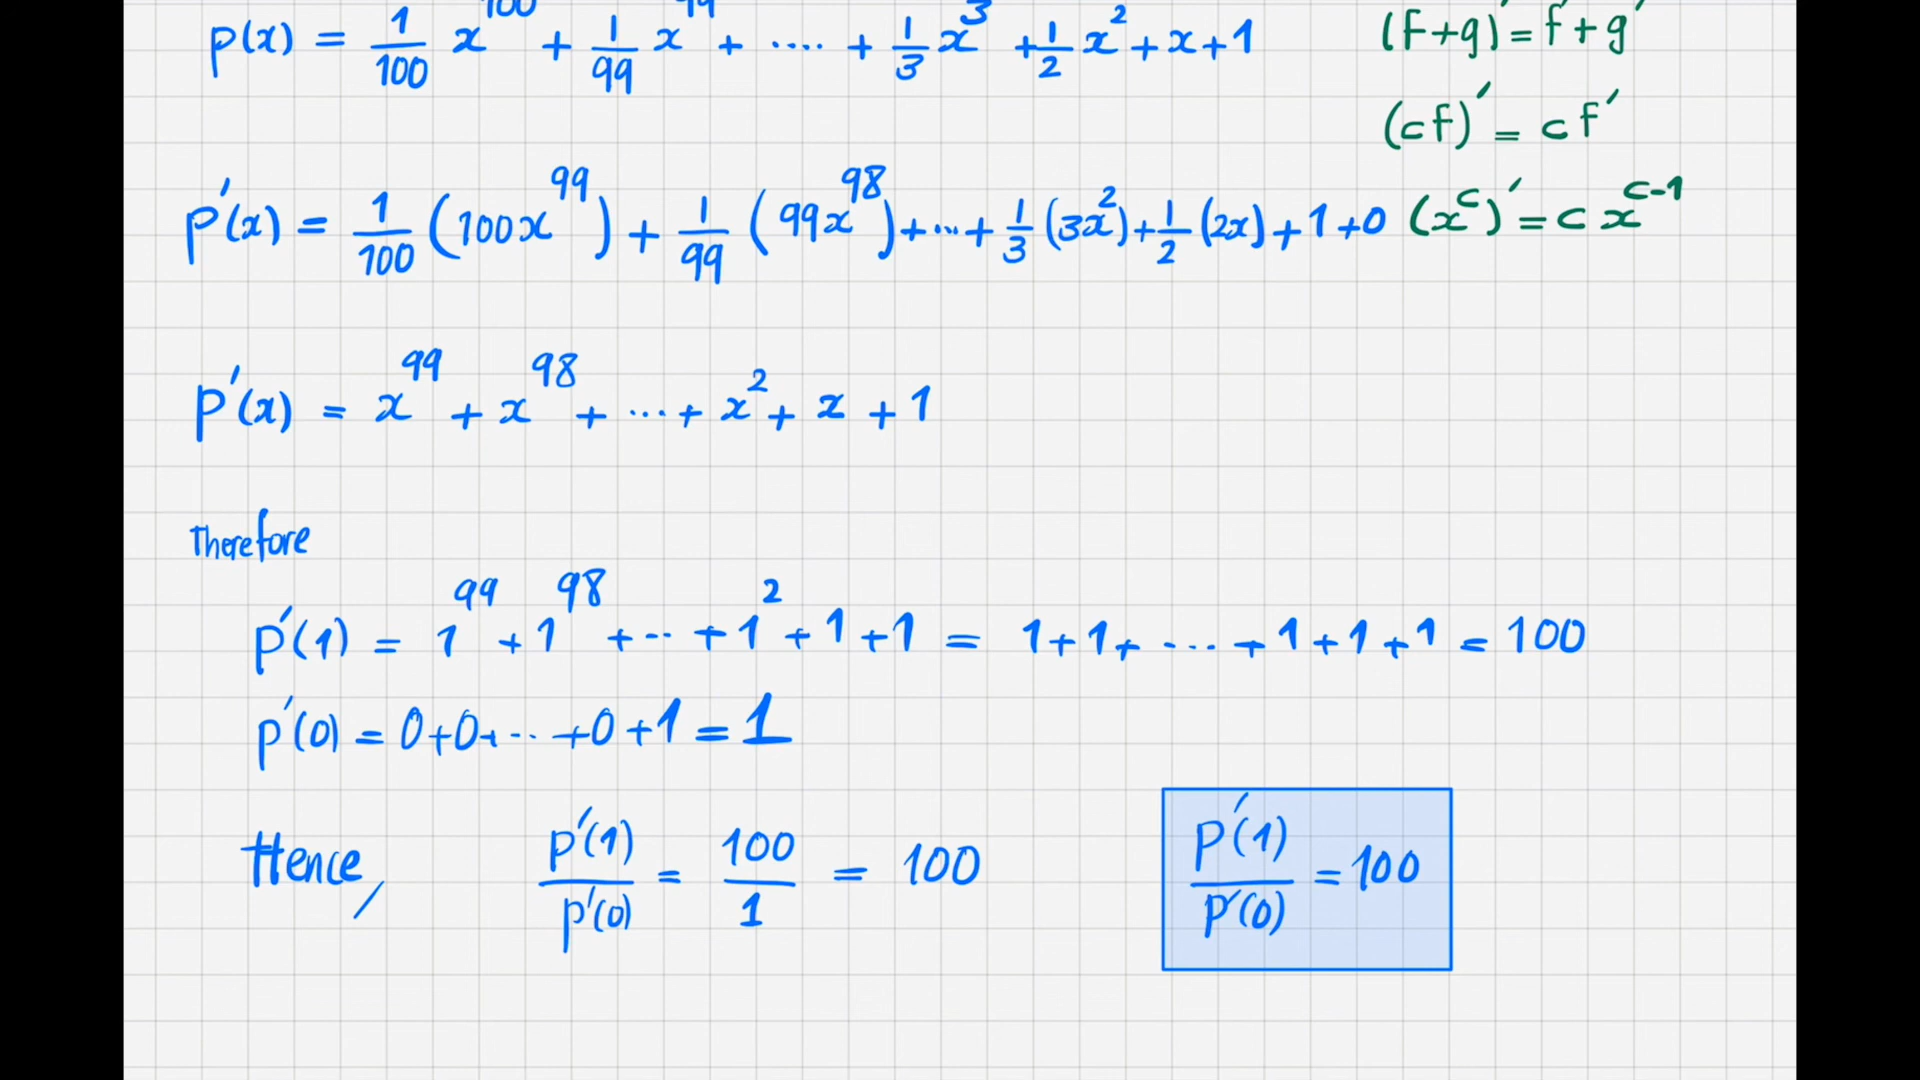 p(x) = 1/100 x^100 + 1/99 x^99 + .... + 1/3 x^3 + 1/2 x^2 + x + 1
(f+g)' = f' + g'
(cf)' = cf'
p'(x) = 1/100 (100x^99) + 1/99 (99x^98) + ... + 1/3 (3x^2) + 1/2 (2x) + 1 + 0
(x^c)' = c x^(c-1)
p'(x) = x^99 + x^98 + ... + x^2 + x + 1
Therefore
p'(1) = 1^99 + 1^98 + ... + 1^2 + 1 + 1 = 1 + 1 + ... + 1 + 1 + 1 = 100
p'(0) = 0 + 0 + ... + 0 + 1 = 1
Hence, p'(1)/p'(0) = 100/1 = 100
p'(1)/p'(0) = 100